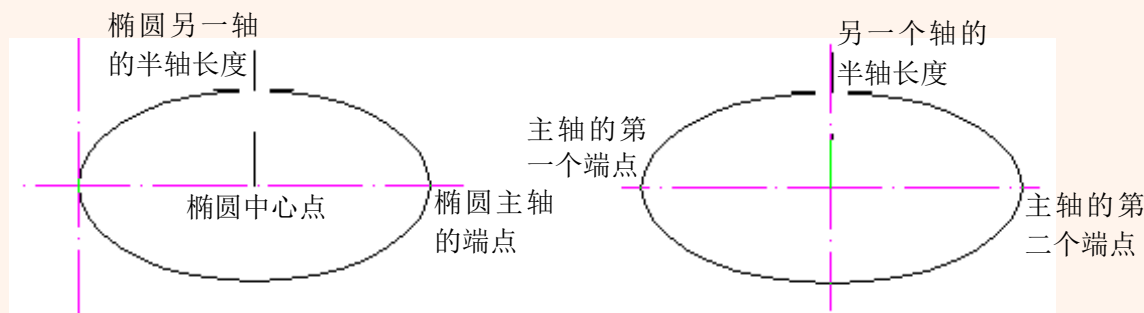 椭圆另一轴
的半轴长度
椭圆中心点
椭圆主轴
的端点
另一个轴的
半轴长度
主轴的第
一个端点
主轴的第
二个端点